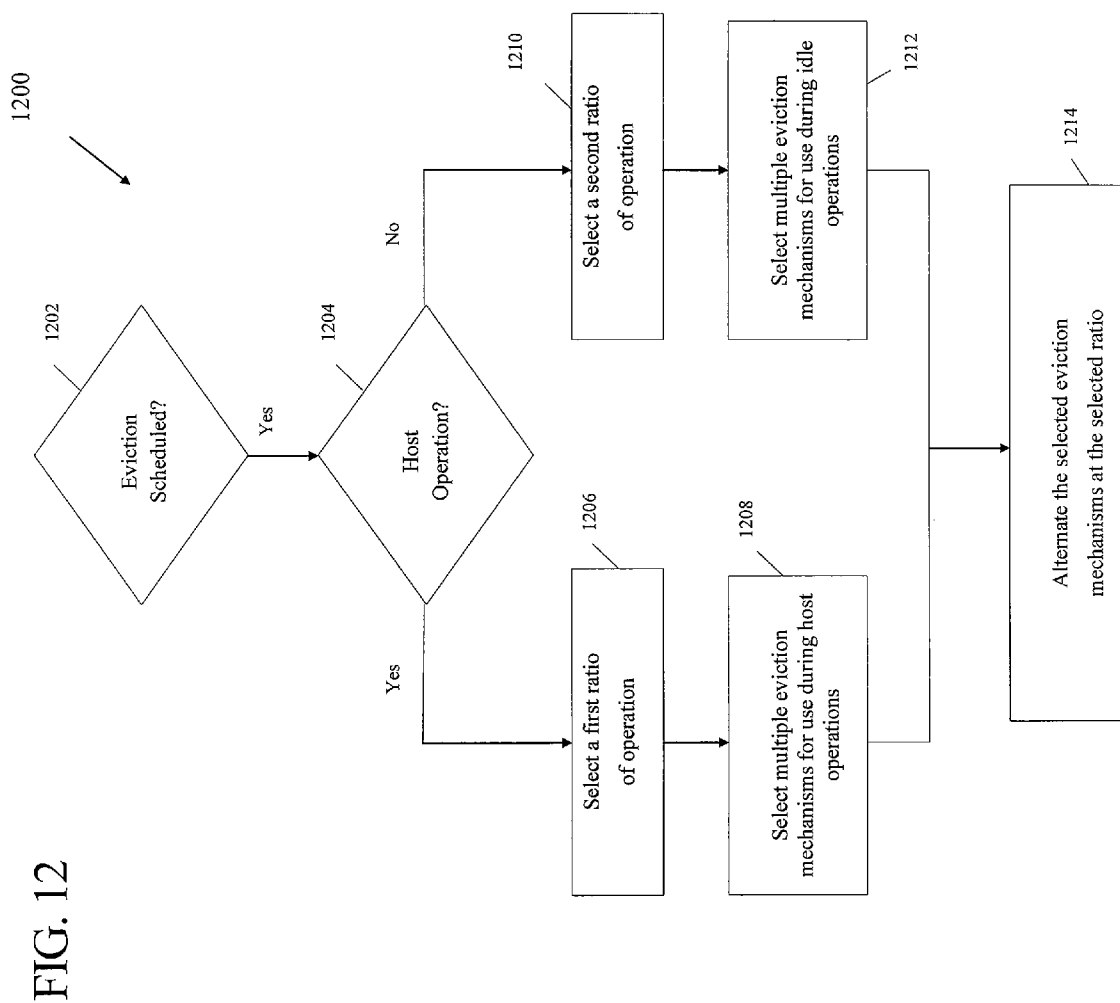 FIG. 12
1200
1202
Eviction
Scheduled?
Yes
1204
Host
Operation?
Yes
No
1206
Select a first ratio
of operation
1208
Select multiple eviction
mechanisms for use during host
operations
1210
Select a second ratio
of operation
1212
Select multiple eviction
mechanisms for use during idle
operations
1214
Alternate the selected eviction
mechanisms at the selected ratio